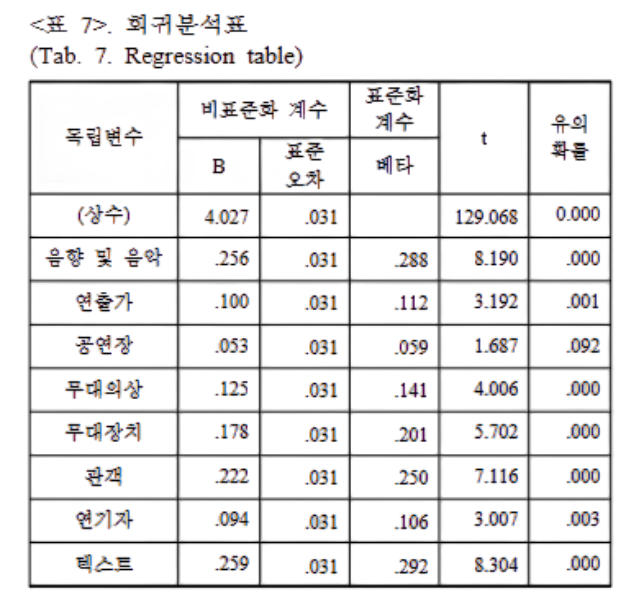 <표 7>. 회귀분석표
(Tab. 7. Regression table)
독립변수 비표준화 계수 표준화 계수 t 유의 확률
B 표준 오차 베타
(상수) 4.027 .031 129.068 0.000
음향 및 음악 .256 .031 .288 8.190 .000
연출가 .100 .031 .112 3.192 .001
공연장 .053 .031 .059 1.687 .092
무대의상 .125 .031 .141 4.006 .000
무대장치 .178 .031 .201 5.702 .000
관객 .222 .031 .250 7.116 .000
연기자 .094 .031 .106 3.007 .003
텍스트 .259 .031 .292 8.304 .000